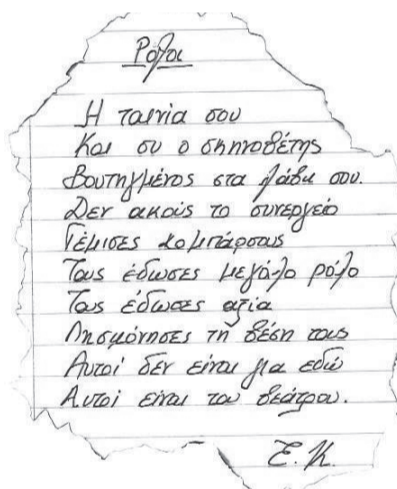 Ρόλοι
Η ταινία σου
Και συ ο σκηνοθέτης
Βουτηγμένος στα λάθη σου.
Δεν ακούς το συνεργείο
Γέμισες κομπάρσους
Τους έδωσες μεγάλο ρόλο
Τους έδωσες αξία
Λησμόνησες τη θέση τους
Αυτοί δεν είναι για εδώ
Αυτοί είναι του θεάτρου.
Ε.Κ.